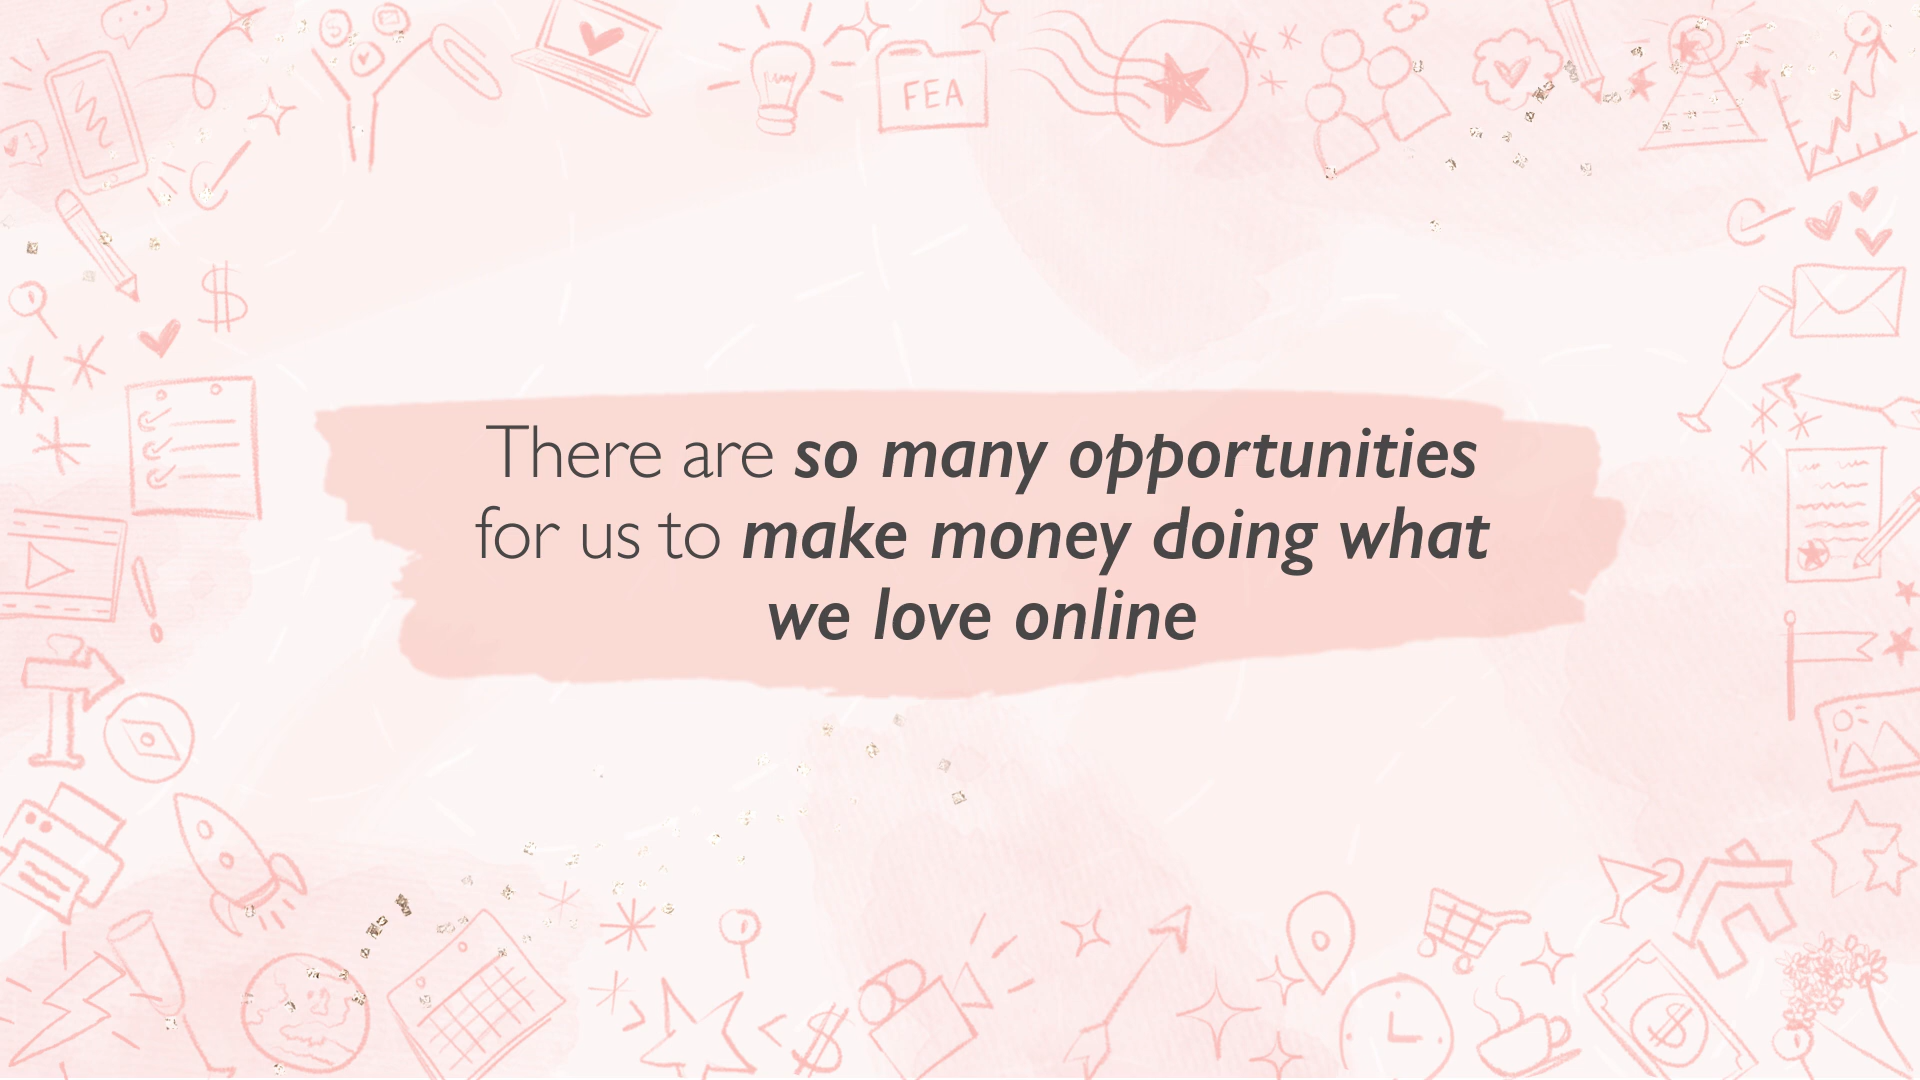 FEA
There are so many opportunities
for us to make money doing what
we love online